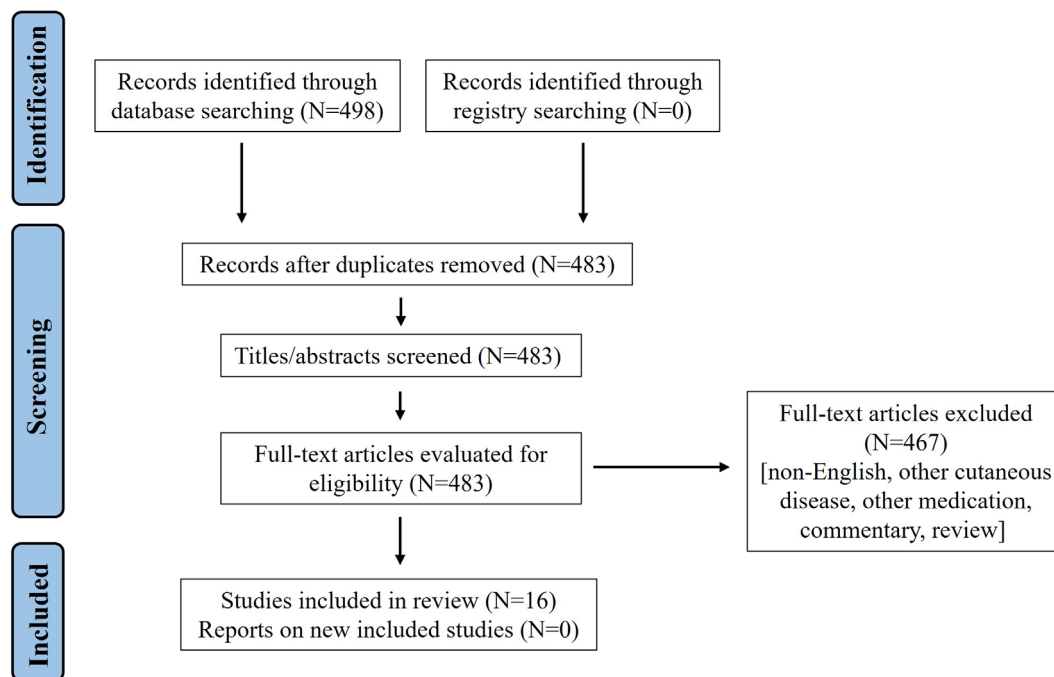 Identification
Records identified through
database searching (N=498)
Records identified through
registry searching (N=0)
Screening
Records after duplicates removed (N=483)
Titles/abstracts screened (N=483)
Full-text articles evaluated for
eligibility (N=483)
Full-text articles excluded
(N=467)
[non-English, other cutaneous
disease, other medication,
commentary, review]
Included
Studies included in review (N=16)
Reports on new included studies (N=0)